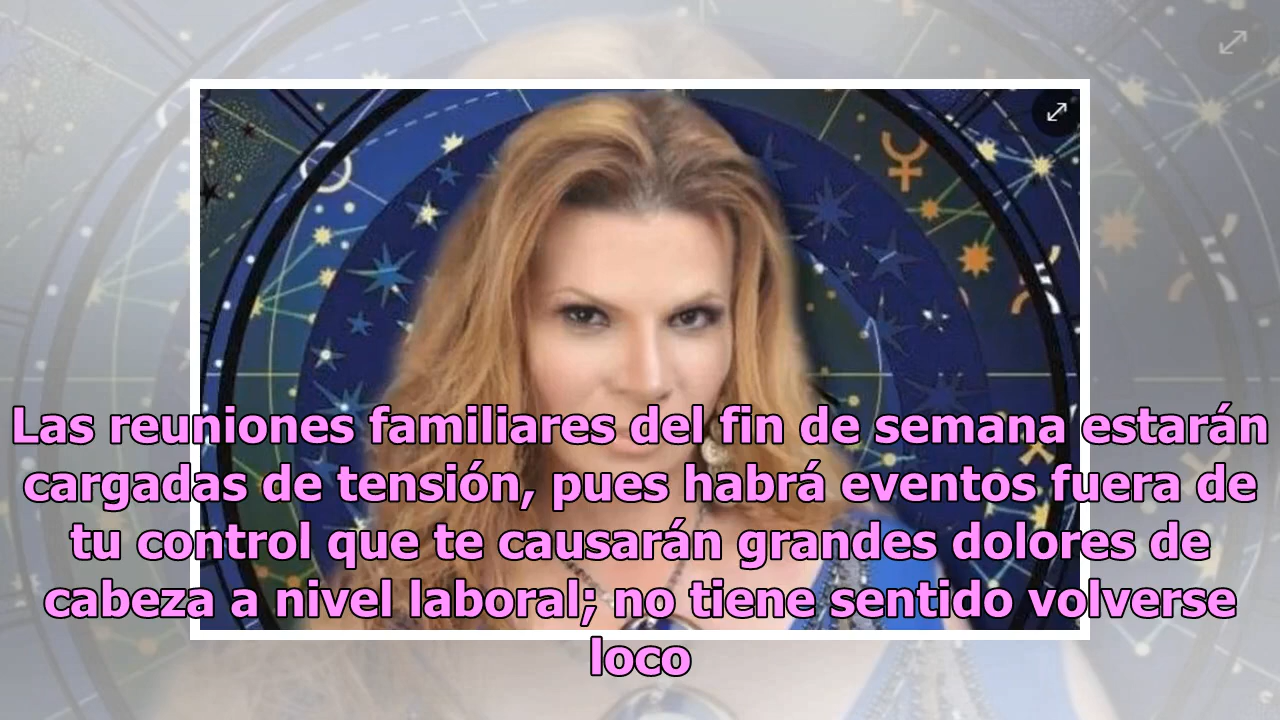 Las reuniones familiares del fin de semana estarán
cargadas de tensión, pues habrá eventos fuera de
tu control que te causarán grandes dolores de
cabeza a nivel laboral; no tiene sentido volverse
loco